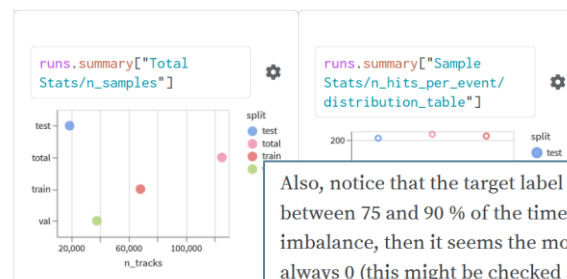 runs.summary["Total
Stats/n_samples"]
runs.summary["Sample
Stats/n_hits_per_event/
distribution_table"]
split
test
total
train
test
total
train
val
20,000
60,000
100,000
n_tracks
200
split
test
Also, notice that the target label
between 75 and 90 % of the time
imbalance, then it seems the mo
always 0 (this might be checked